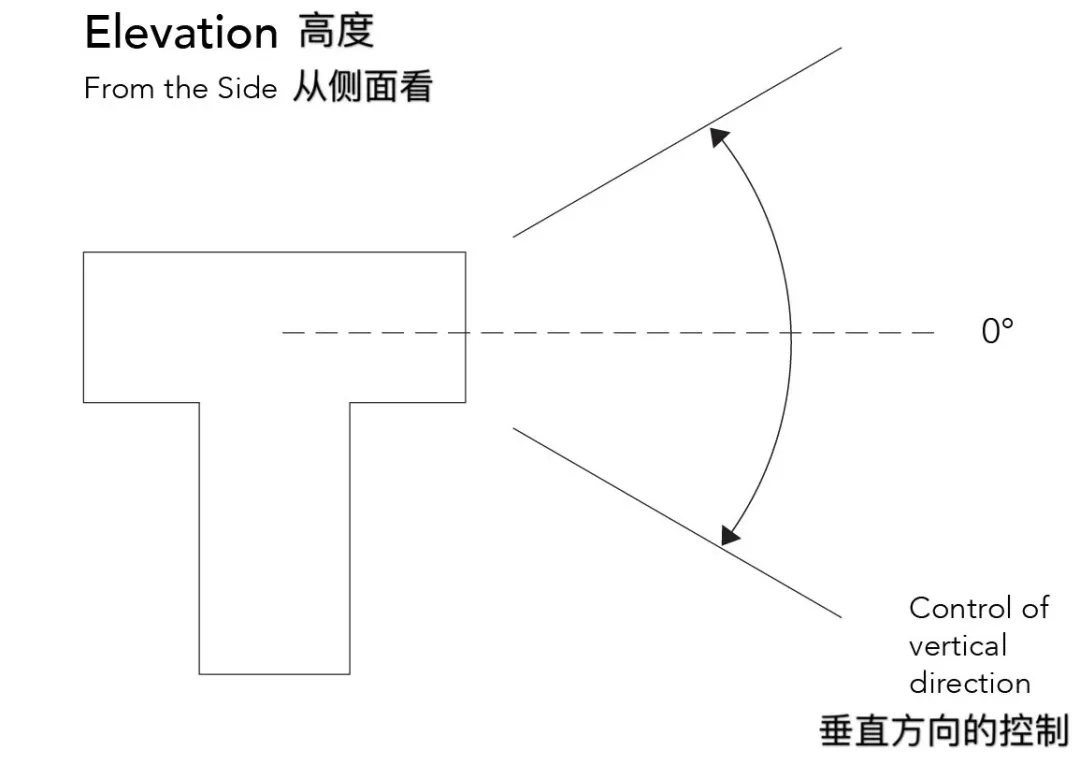 Elevation 高度
From the Side 从侧面看
0°
Control of
vertical
direction
垂直方向的控制